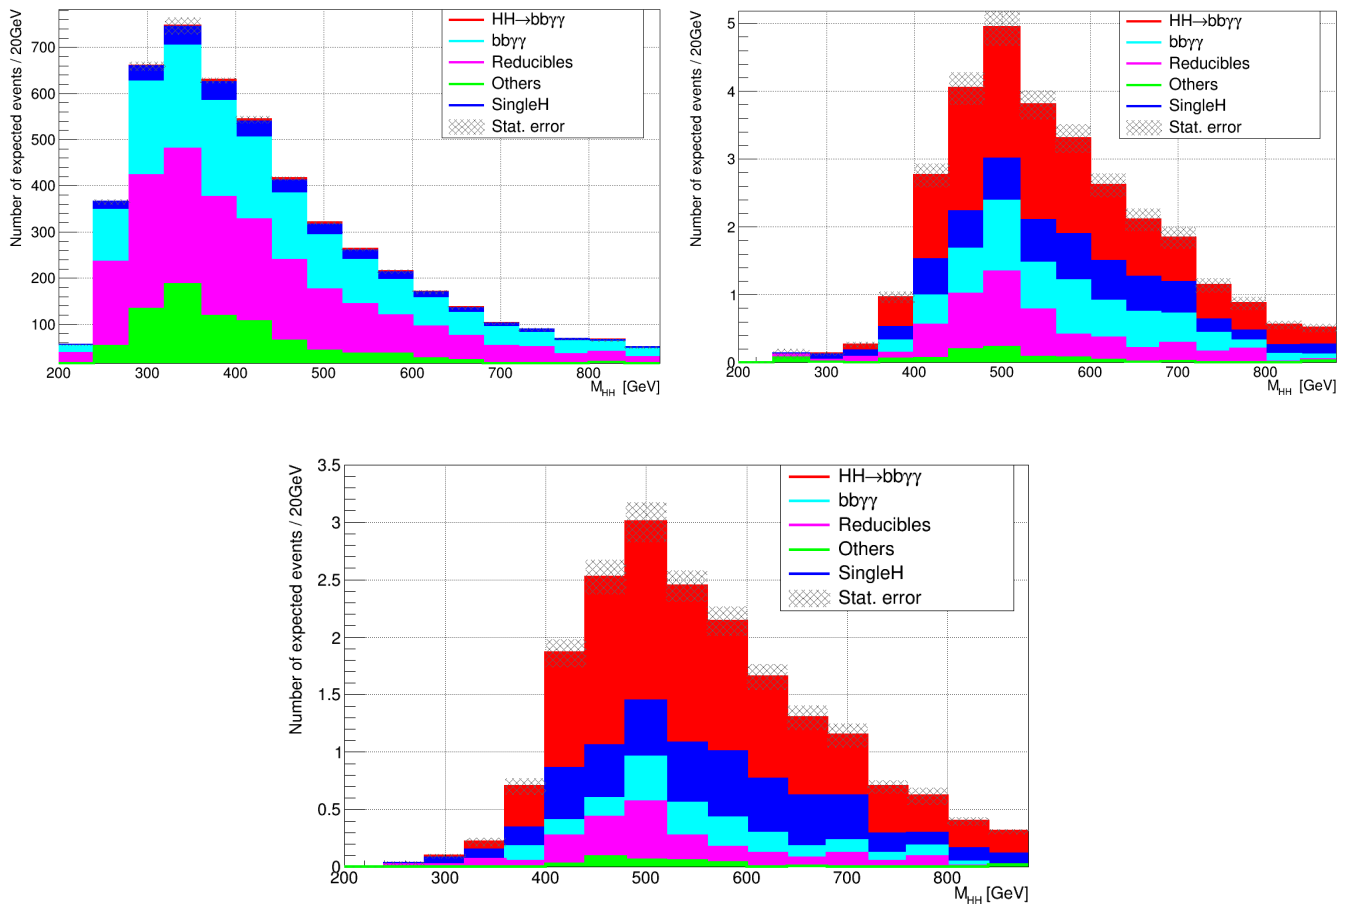 Number of expected events / 20GeV
700
600
500
400
300
200
100
200 300 400 500 600 700 800
M_HH [GeV]
HH→bbγγ
bbγγ
Reducibles
Others
SingleH
Stat. error
Number of expected events / 20GeV
5
4
3
2
1
0
200 300 400 500 600 700 800
M_HH [GeV]
HH→bbγγ
bbγγ
Reducibles
Others
SingleH
Stat. error
Number of expected events / 20GeV
3.5
3
2.5
2
1.5
1
0.5
0
200 300 400 500 600 700 800
M_HH [GeV]
HH→bbγγ
bbγγ
Reducibles
Others
SingleH
Stat. error